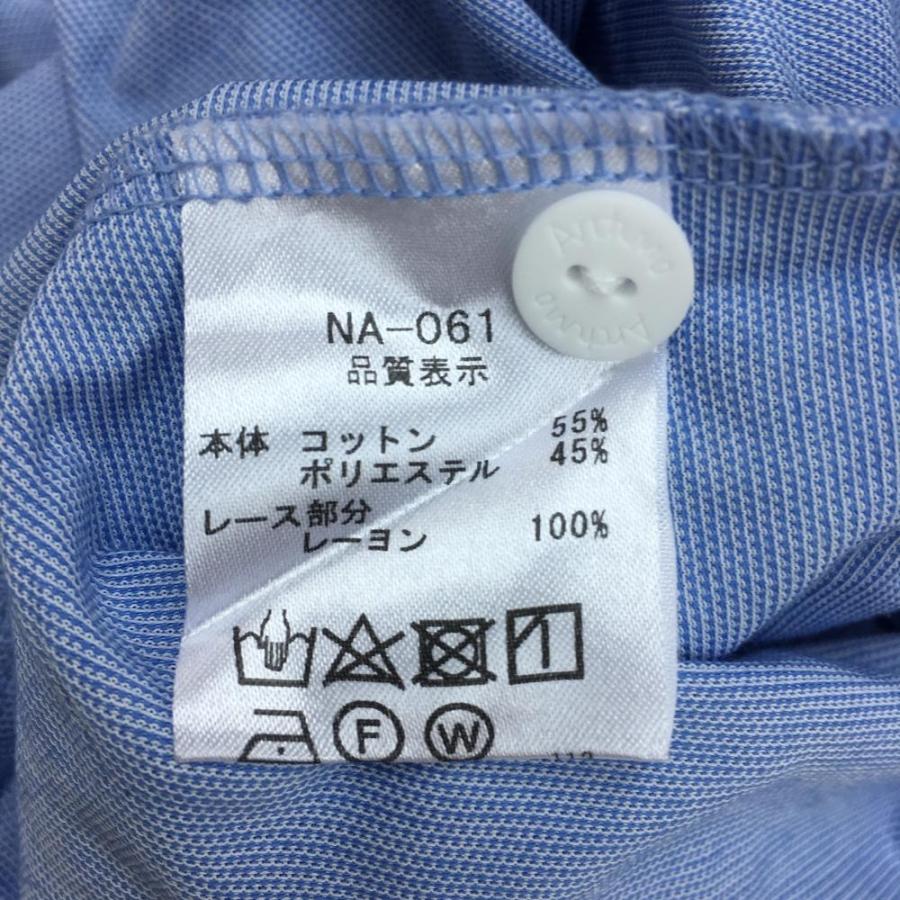 NA-061
品質表示
本体 コットン 55%
ポリエステル 45%
レース部分
レーヨン 100%
F W